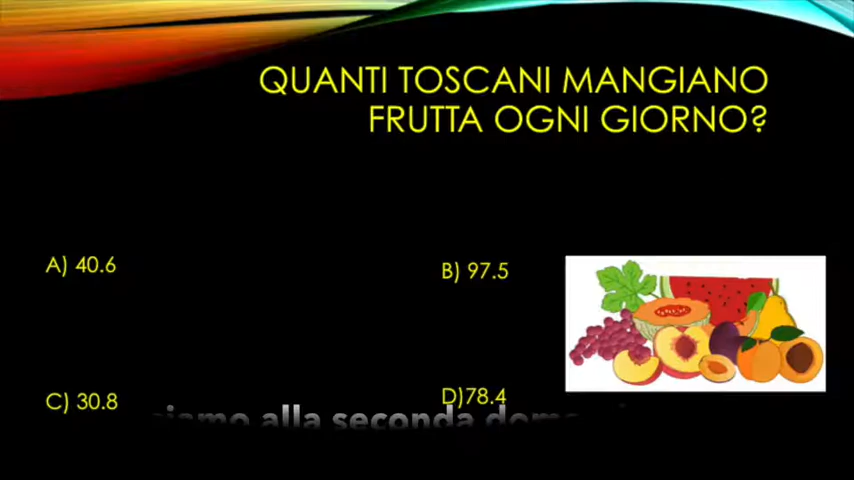 QUANTI TOSCANI MANGIANO
FRUTTA OGNI GIORNO?
A) 40.6
B) 97.5
C) 30.8
D)78.4
alla seconda